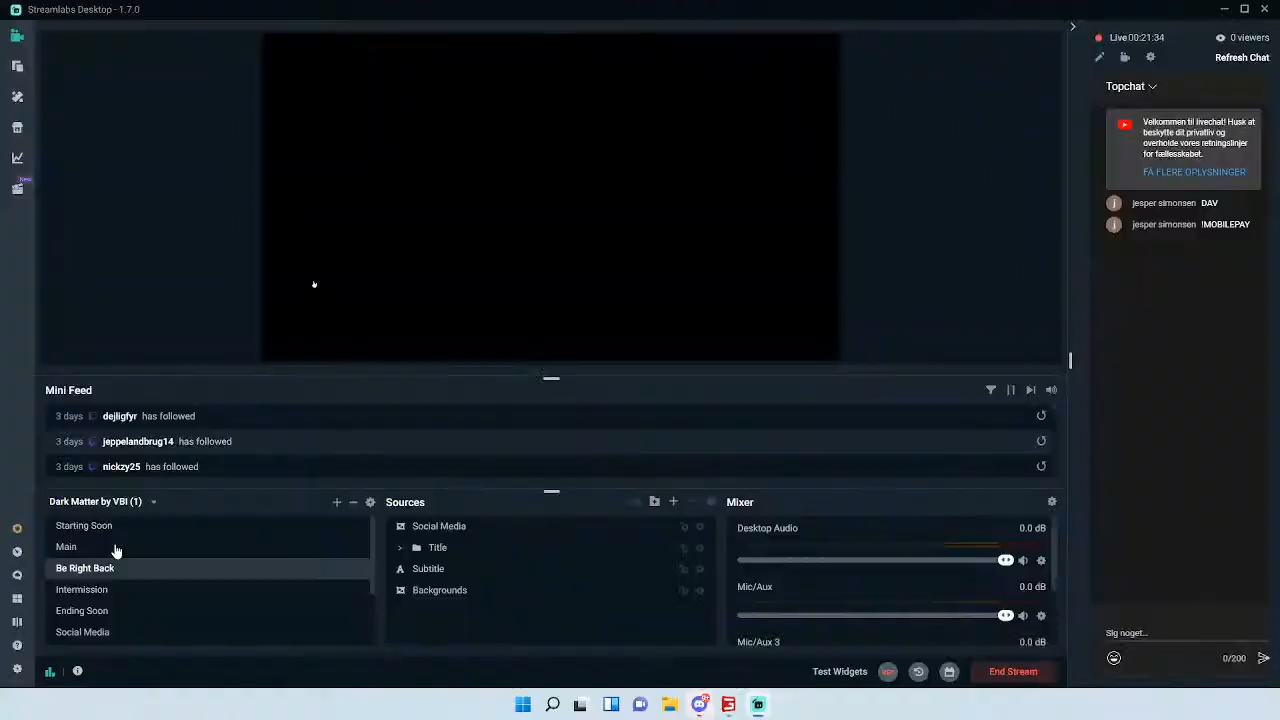 Streamlabs Desktop - 1.7.0
Live 00:21:34
0 viewers
Refresh Chat
Topchat
Velkommen til livechat! Husk at
beskytte dit privatliv og
overholde vores retningslinjer
for fællesskabet.
FÅ FLERE OPLYSNINGER
jesper simonsen DAV
jesper simonsen !MOBILEPAY
New
Mini Feed
3 days dejligfyr has followed
3 days jeppelandbrug14 has followed
3 days nickzy25 has followed
Dark Matter by VBI (1)
Starting Soon
Main
Be Right Back
Intermission
Ending Soon
Social Media
Sources
Social Media
Title
Subtitle
Backgrounds
Mixer
Desktop Audio 0.0 dB
Mic/Aux 0.0 dB
Mic/Aux 3 0.0 dB
Sig noget...
0/200
Test Widgets
End Stream